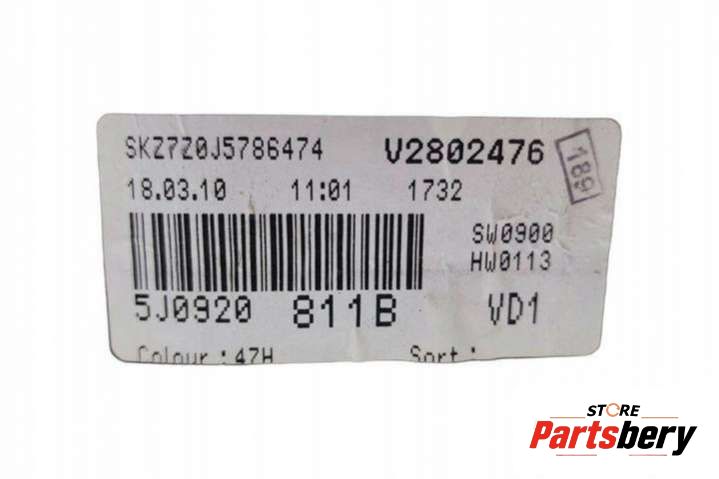 SKZ7Z0J5786474 V2802476 189
18.03.10 11:01 1732
SW0900
HW0113
5J0920 811B VD1
Colour : 47H Sort :
STORE
Partsbery